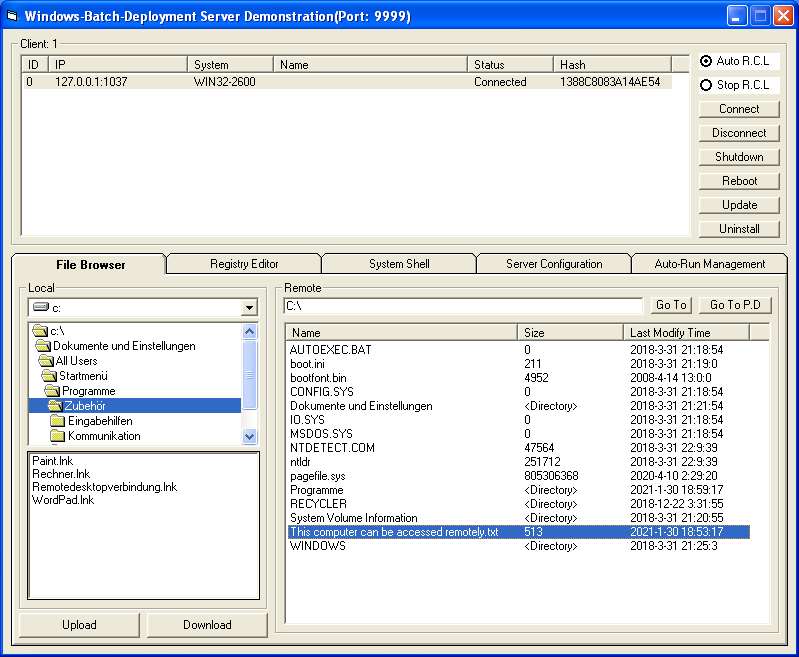 Windows-Batch-Deployment Server Demonstration(Port: 9999)
Client: 1
ID IP System Name Status Hash
0 127.0.0.1:1037 WIN32-2600 Connected 1388C8083A14AE54
Auto R.C.L
Stop R.C.L
Connect
Disconnect
Shutdown
Reboot
Update
Uninstall
File Browser Registry Editor System Shell Server Configuration Auto-Run Management
Local
c:
c:\
Dokumente und Einstellungen
All Users
Startmenü
Programme
Zubehör
Eingabehilfen
Kommunikation
Paint.lnk
Rechner.lnk
Remotedesktopverbindung.lnk
WordPad.lnk
Upload Download
Remote
C:\ Go To Go To P.D
Name Size Last Modify Time
AUTOEXEC.BAT 0 2018-3-31 21:18:54
boot.ini 211 2018-3-31 21:19:0
bootfont.bin 4952 2008-4-14 13:0:0
CONFIG.SYS 0 2018-3-31 21:18:54
Dokumente und Einstellungen <Directory> 2018-3-31 21:21:54
IO.SYS 0 2018-3-31 21:18:54
MSDOS.SYS 0 2018-3-31 21:18:54
NTDETECT.COM 47564 2018-3-31 22:9:39
ntldr 251712 2018-3-31 22:9:39
pagefile.sys 805306368 2020-4-10 2:29:20
Programme <Directory> 2021-1-30 18:59:17
RECYCLER <Directory> 2018-12-22 3:31:55
System Volume Information <Directory> 2018-3-31 21:20:55
This computer can be accessed remotely.txt 513 2021-1-30 18:53:17
WINDOWS <Directory> 2018-3-31 21:25:3